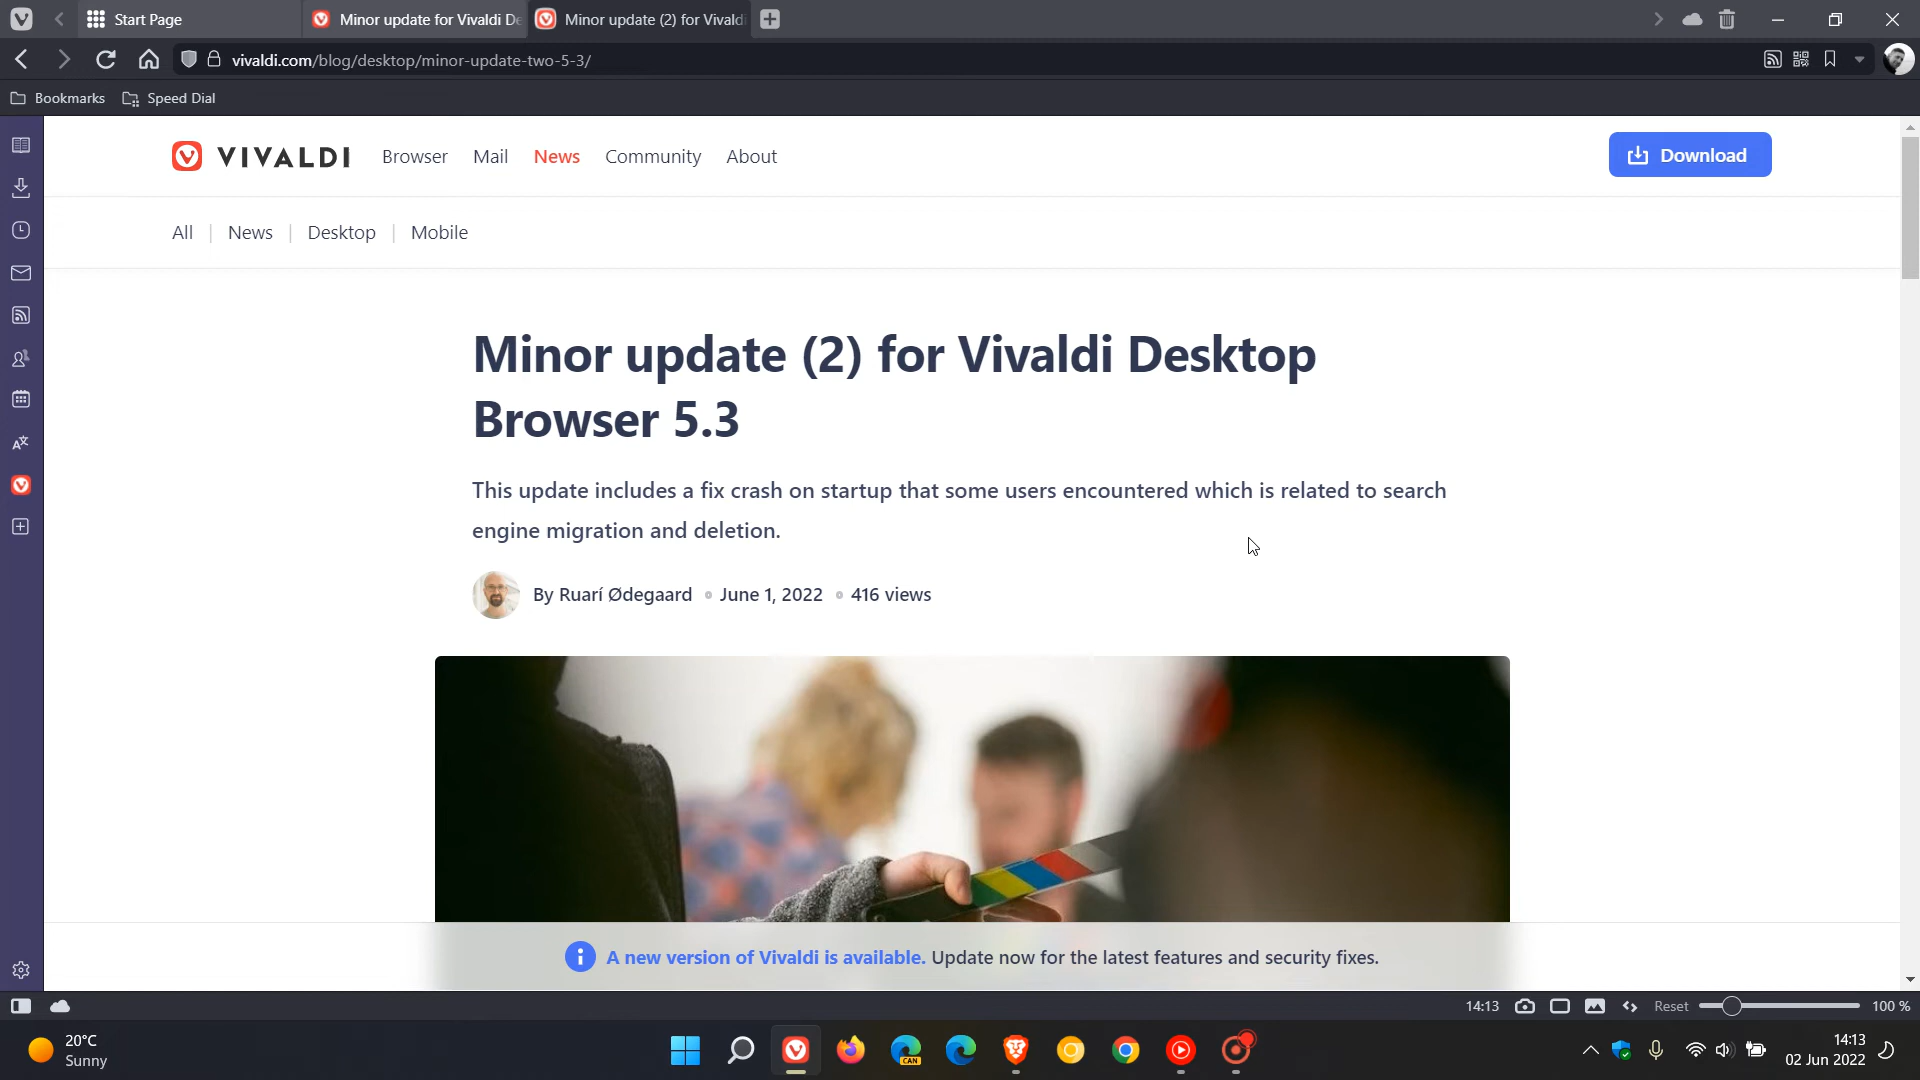 Start Page
Minor update for Vivaldi De
Minor update (2) for Vivaldi
vivaldi.com/blog/desktop/minor-update-two-5-3/
Bookmarks
Speed Dial
VIVALDI
Browser
Mail
News
Community
About
Download
All | News | Desktop | Mobile
Minor update (2) for Vivaldi Desktop
Browser 5.3
This update includes a fix crash on startup that some users encountered which is related to search
engine migration and deletion.
By Ruarí Ødegaard
June 1, 2022
416 views
A new version of Vivaldi is available. Update now for the latest features and security fixes.
14:13
Reset
100 %
20°C
Sunny
CAN
14:13
02 Jun 2022